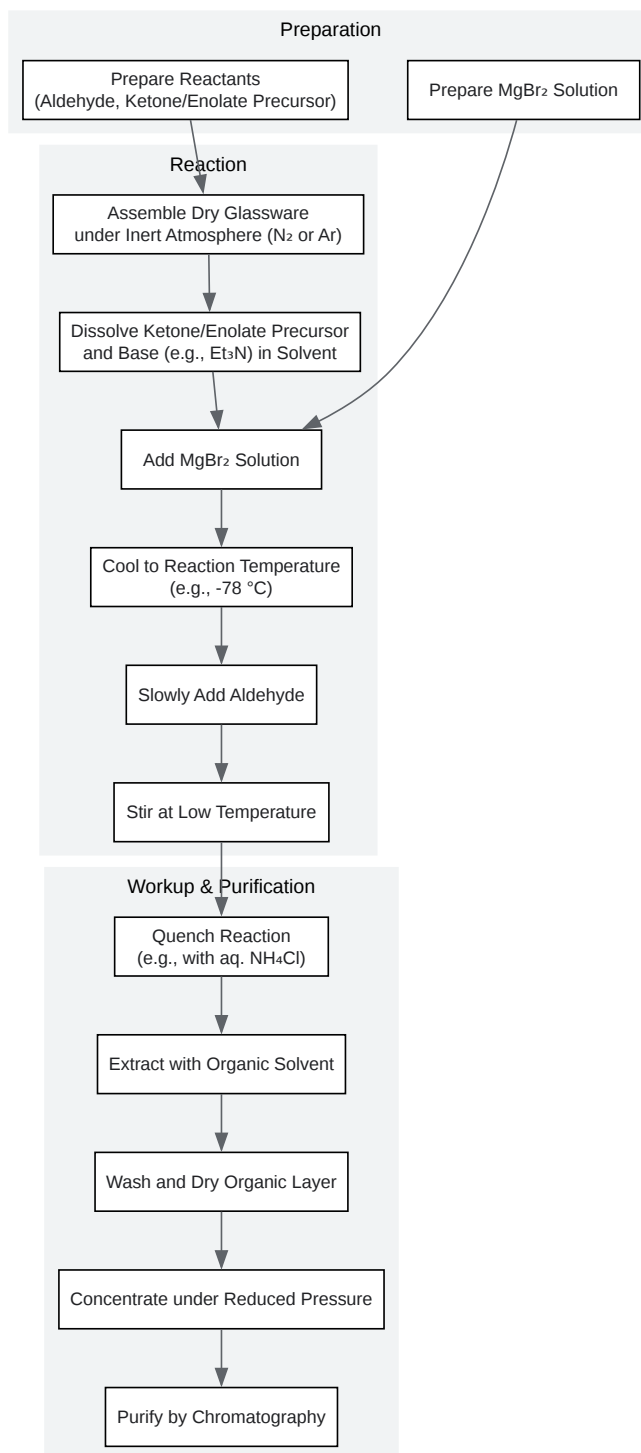 Preparation
Prepare Reactants
(Aldehyde, Ketone/Enolate Precursor)
Prepare MgBr₂ Solution
Reaction
Assemble Dry Glassware
under Inert Atmosphere (N₂ or Ar)
Dissolve Ketone/Enolate Precursor
and Base (e.g., Et₃N) in Solvent
Add MgBr₂ Solution
Cool to Reaction Temperature
(e.g., -78 °C)
Slowly Add Aldehyde
Stir at Low Temperature
Workup & Purification
Quench Reaction
(e.g., with aq. NH₄Cl)
Extract with Organic Solvent
Wash and Dry Organic Layer
Concentrate under Reduced Pressure
Purify by Chromatography